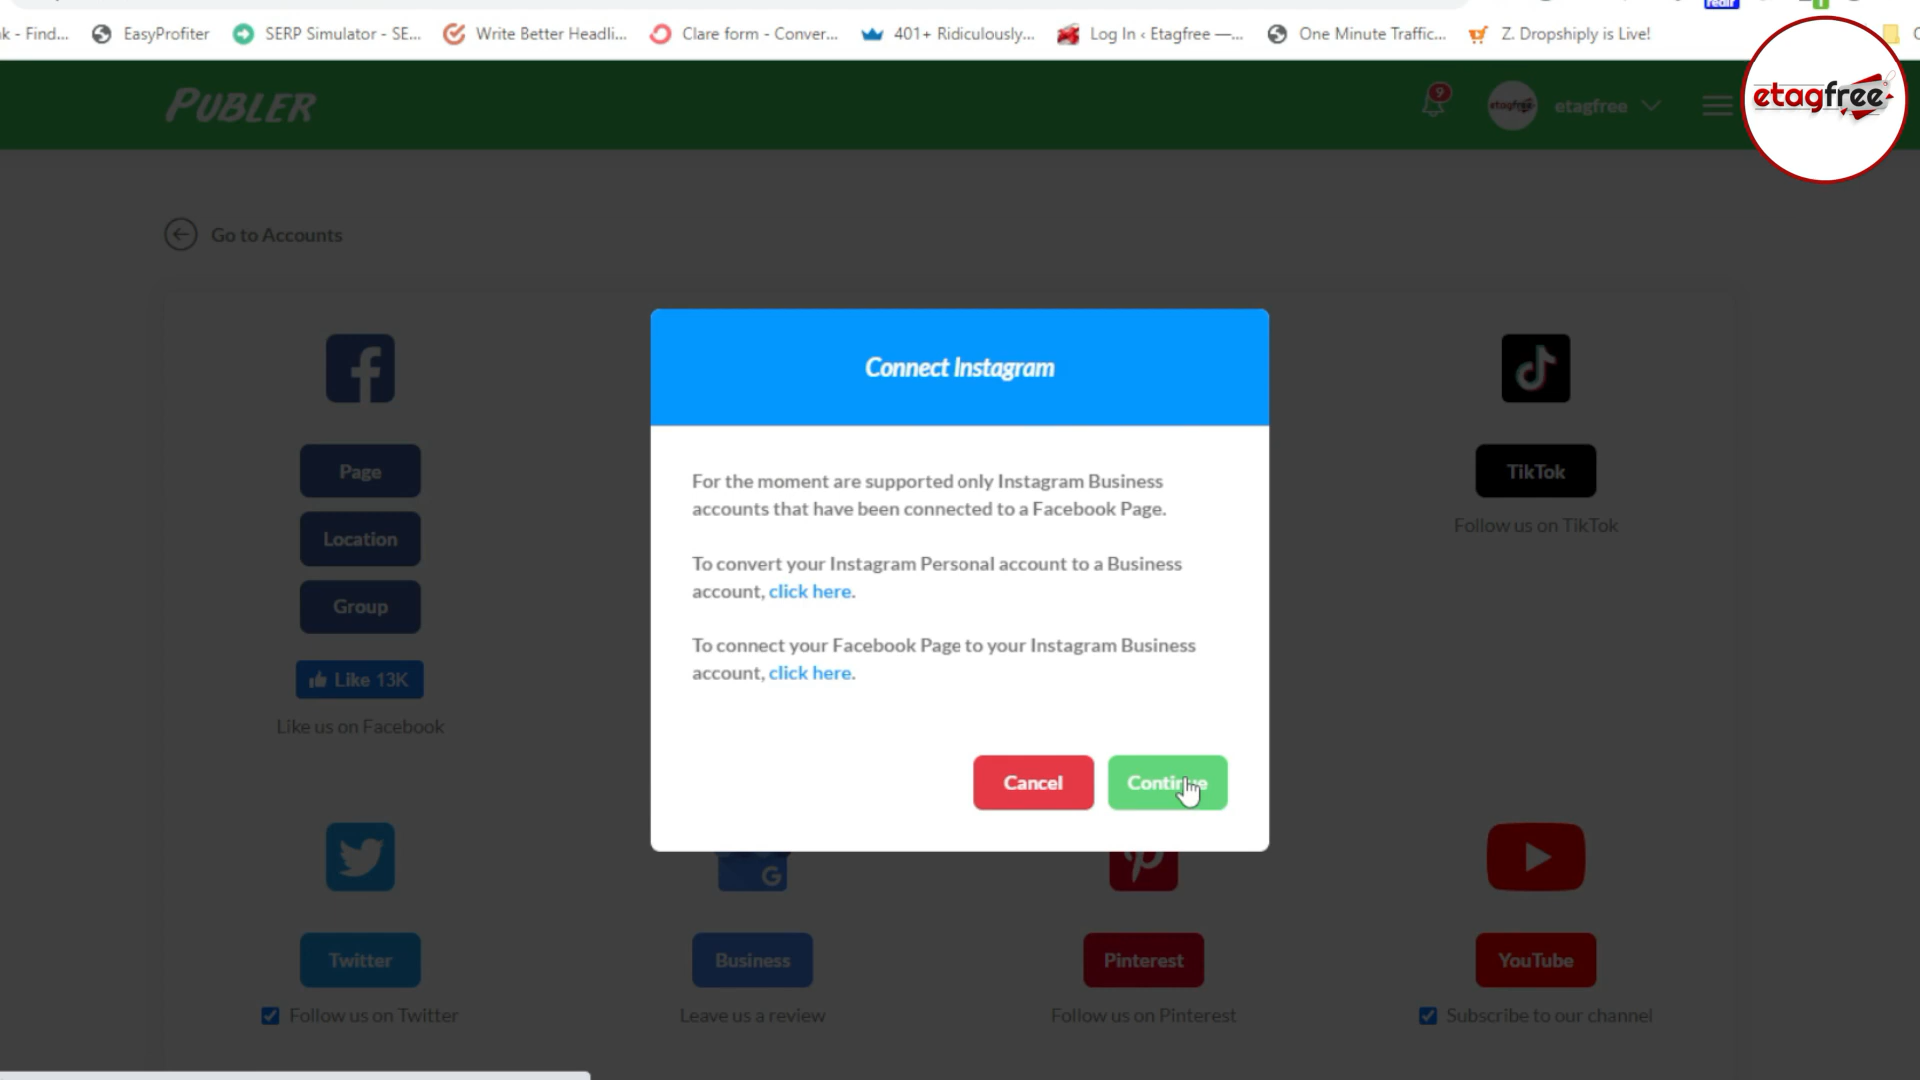 k - Find...
EasyProfiter
SERP Simulator - SE...
Write Better Headli...
Clare form - Conver...
401+ Ridiculously...
Log In ‹ Etagfree —...
One Minute Traffic...
Z. Dropshiply is Live!
PUBLER
9
etagfree
etagfree
Go to Accounts
Connect Instagram
For the moment are supported only Instagram Business
accounts that have been connected to a Facebook Page.
To convert your Instagram Personal account to a Business
account, click here.
To connect your Facebook Page to your Instagram Business
account, click here.
Cancel
Continue
Page
Location
Group
Like 13K
Like us on Facebook
TikTok
Follow us on TikTok
Twitter
Follow us on Twitter
G
Business
Leave us a review
Pinterest
Follow us on Pinterest
YouTube
Subscribe to our channel